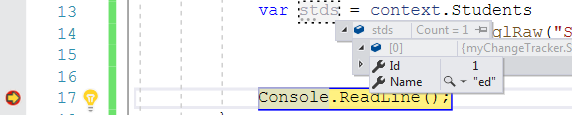 13 var stds = context.Students
14 qlRaw("S
stds Count = 1
15 [0] {myChangeTracker.S
16 Id 1
Name "ed"
17 Console.ReadLine();